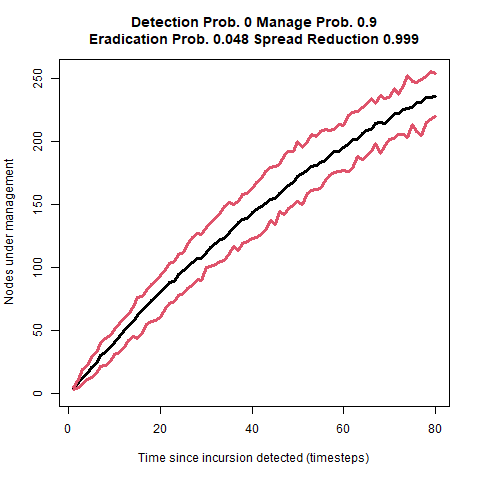 Detection Prob. 0 Manage Prob. 0.9
Eradication Prob. 0.048 Spread Reduction 0.999
Nodes under management
250
200
150
100
50
0
0 20 40 60 80
Time since incursion detected (timesteps)